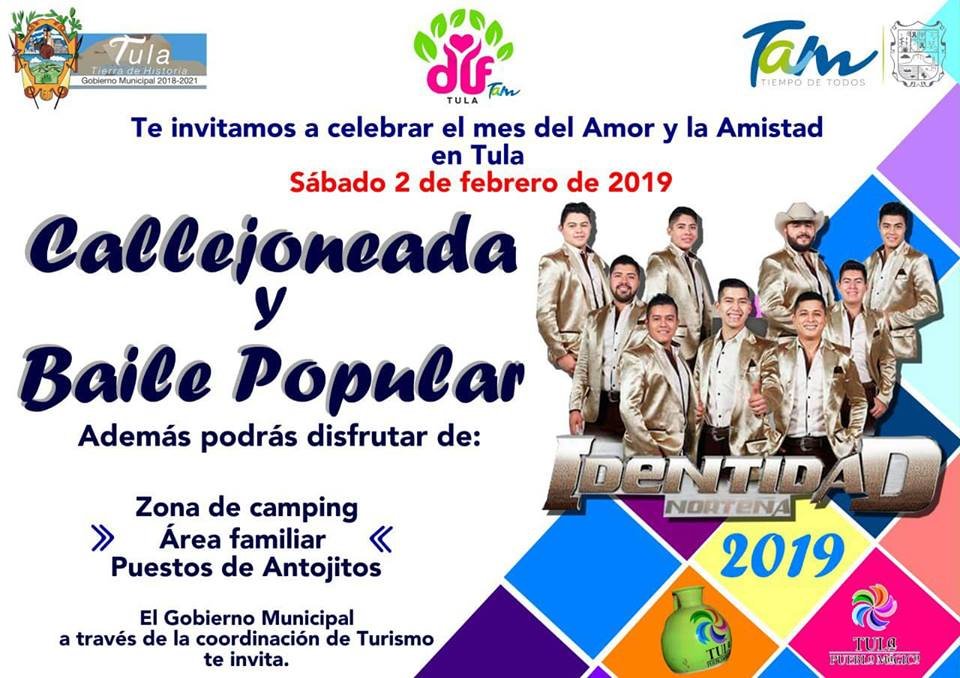 Tula
Tierra de Historia
Gobierno Municipal 2018-2021
dif
TULA Tam
Tam
TIEMPO DE TODOS
Te invitamos a celebrar el mes del Amor y la Amistad
en Tula
Sábado 2 de febrero de 2019
Callejoneada
y
Baile Popular
Además podrás disfrutar de:
Zona de camping
Área familiar
Puestos de Antojitos
El Gobierno Municipal
a través de la coordinación de Turismo
te invita.
IDENTIDAD
NORTEÑA
2019
TULA
TULA
PUEBLO MÁGICO